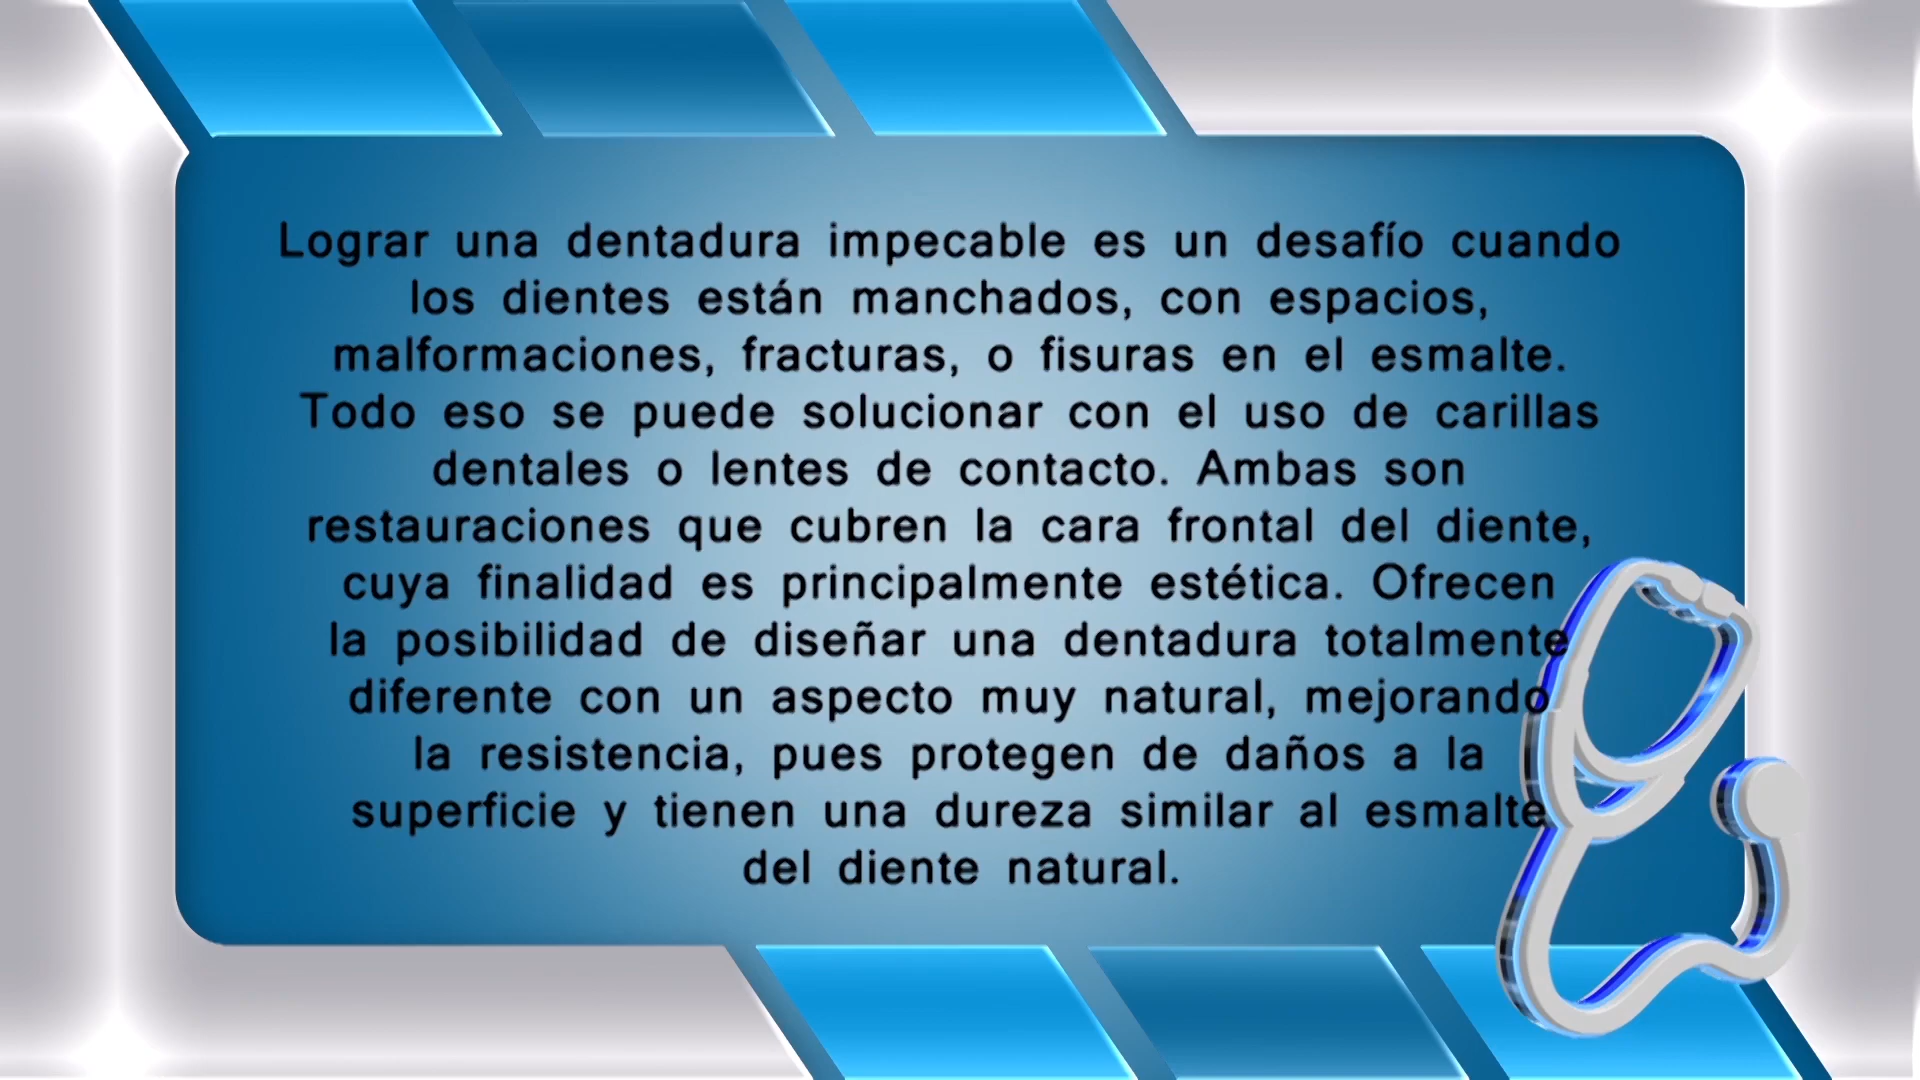 Lograr una dentadura impecable es un desafío cuando
los dientes están manchados, con espacios,
malformaciones, fracturas, o fisuras en el esmalte.
Todo eso se puede solucionar con el uso de carillas
dentales o lentes de contacto. Ambas son
restauraciones que cubren la cara frontal del diente,
cuya finalidad es principalmente estética. Ofrecen
la posibilidad de diseñar una dentadura totalmente
diferente con un aspecto muy natural, mejorando
la resistencia, pues protegen de daños a la
superficie y tienen una dureza similar al esmalte
del diente natural.